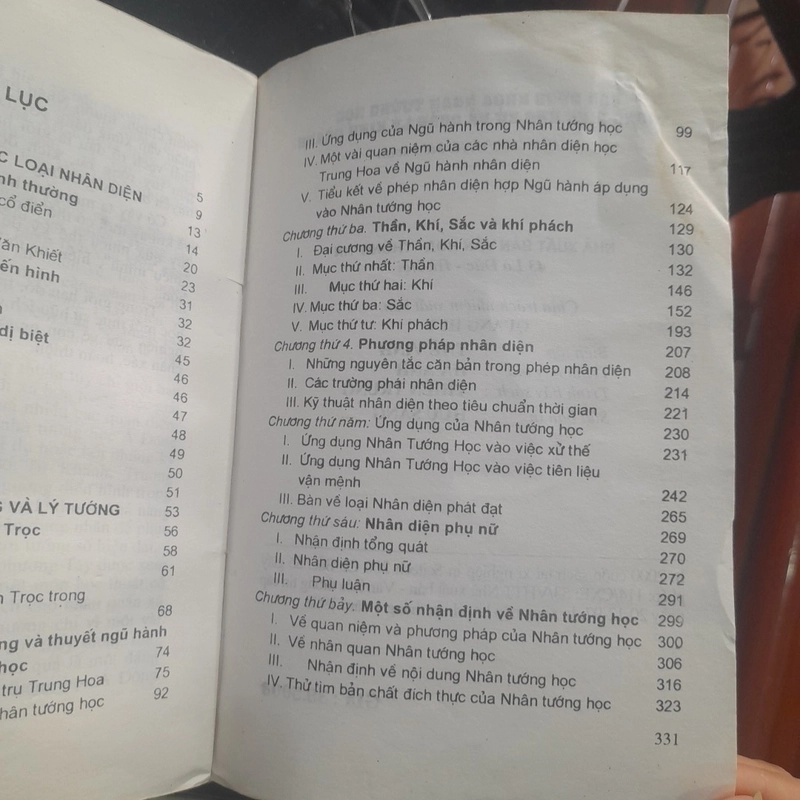 LỤC
C LOẠI NHÂN DIỆN
nh thường 5
cổ điển 9
13
Văn Khiết 14
ến hình 20
23
31
32
dị biệt 32
45
46
46
47
48
49
50
51
G VÀ LÝ TƯỚNG 53
Trọc 56
58
61
n Trọc trong
68
ng và thuyết ngũ hành
học 74
trụ Trung Hoa 75
hân tướng học 92
III. Ứng dụng của Ngũ hành trong Nhân tướng học 99
IV. Một vài quan niệm của các nhà nhân diện học
Trung Hoa về Ngũ hành nhân diện 117
V. Tiểu kết về phép nhân diện hợp Ngũ hành áp dụng
vào Nhân tướng học 124
Chương thứ ba. Thần, Khí, Sắc và khí phách 129
I. Đại cương về Thần, Khí, Sắc 130
II. Mục thứ nhất: Thần 132
III. Mục thứ hai: Khí 146
IV. Mục thứ ba: Sắc 152
V. Mục thứ tư: Khí phách 193
Chương thứ 4. Phương pháp nhân diện 207
I. Những nguyên tắc căn bản trong phép nhân diện 208
II. Các trường phái nhân diện 214
III. Kỹ thuật nhân diện theo tiêu chuẩn thời gian 221
Chương thứ năm: Ứng dụng của Nhân tướng học 230
I. Ứng dụng Nhân Tướng Học vào việc xử thế 231
II. Ứng dụng Nhân Tướng Học vào việc tiên liệu
vận mệnh 242
III. Bàn về loại Nhân diện phát đạt 265
Chương thứ sáu: Nhân diện phụ nữ 269
I. Nhận định tổng quát 270
II. Nhân diện phụ nữ 272
III. Phụ luận 291
Chương thứ bảy. Một số nhận định về Nhân tướng học 299
I. Về quan niệm và phương pháp của Nhân tướng học 300
II. Về nhân quan Nhân tướng học 306
III. Nhận định về nội dung Nhân tướng học 316
IV. Thử tìm bản chất đích thực của Nhân tướng học 323
331